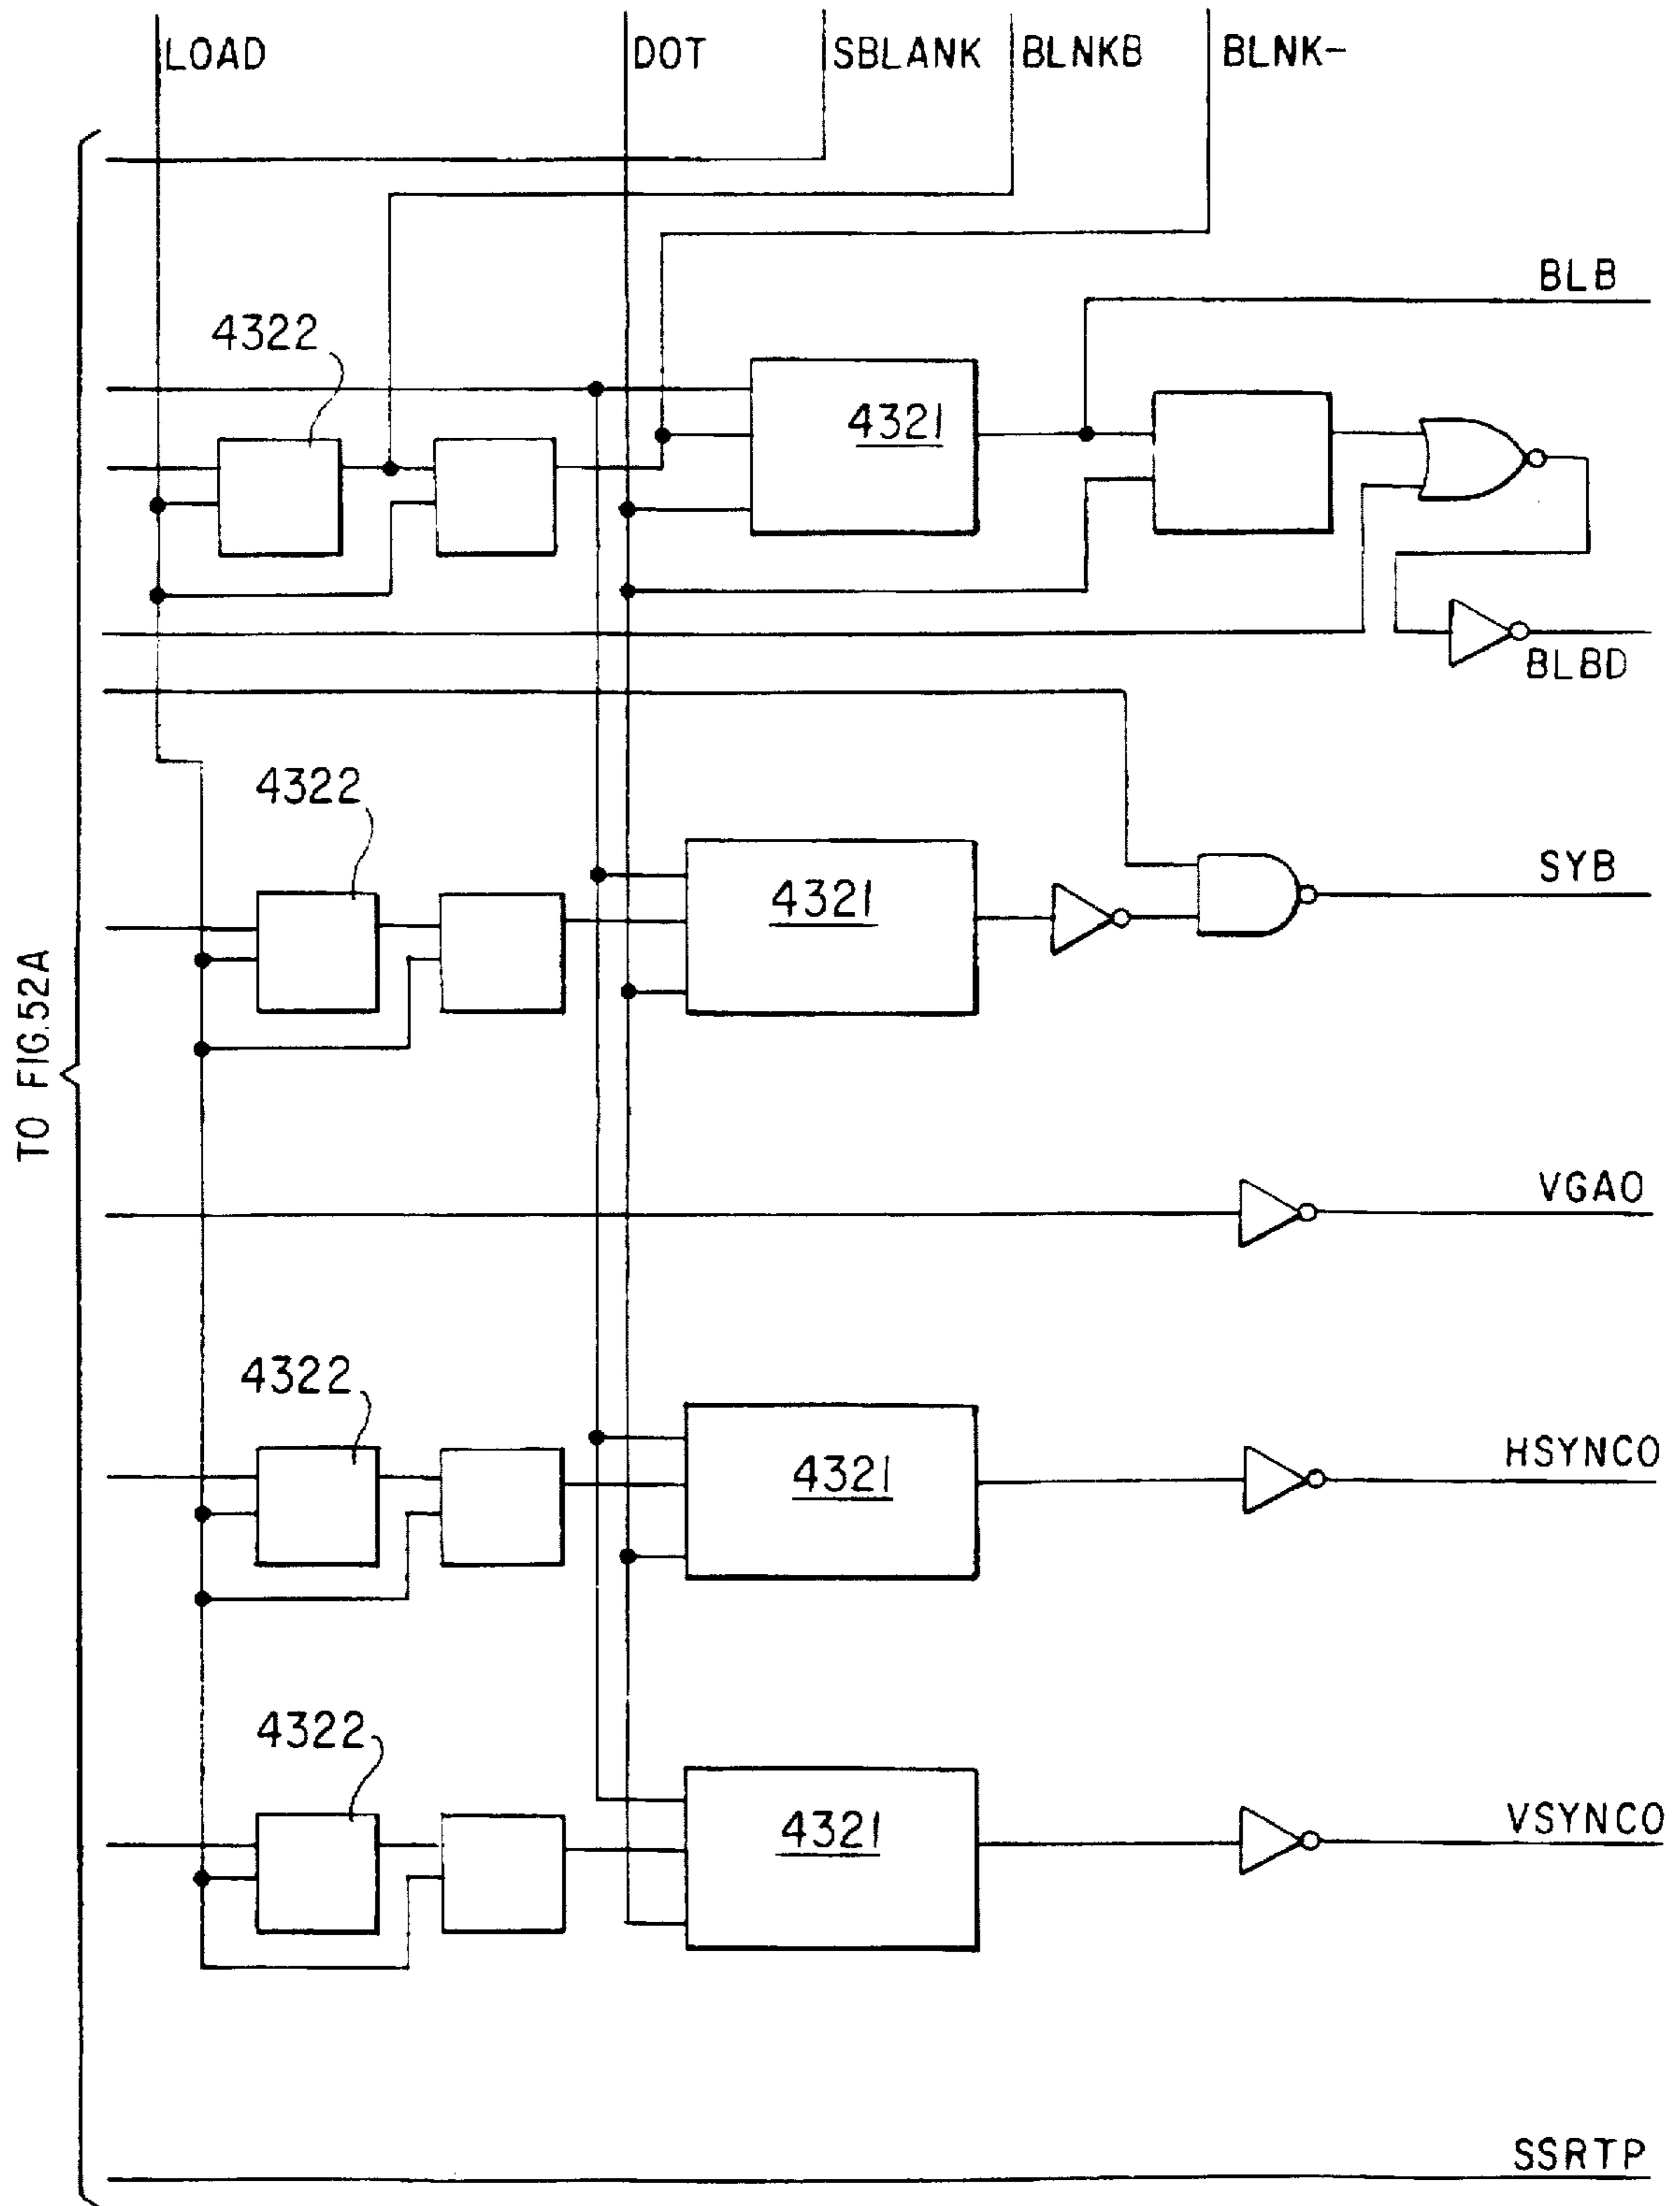 LOAD
DOT
SBLANK
BLNKB
BLNK-
BLB
4322
4321
BLBD
4322
4321
SYB
TO FIG.52A
VGAO
4322
4321
HSYNCO
4322
4321
VSYNCO
SSRTP